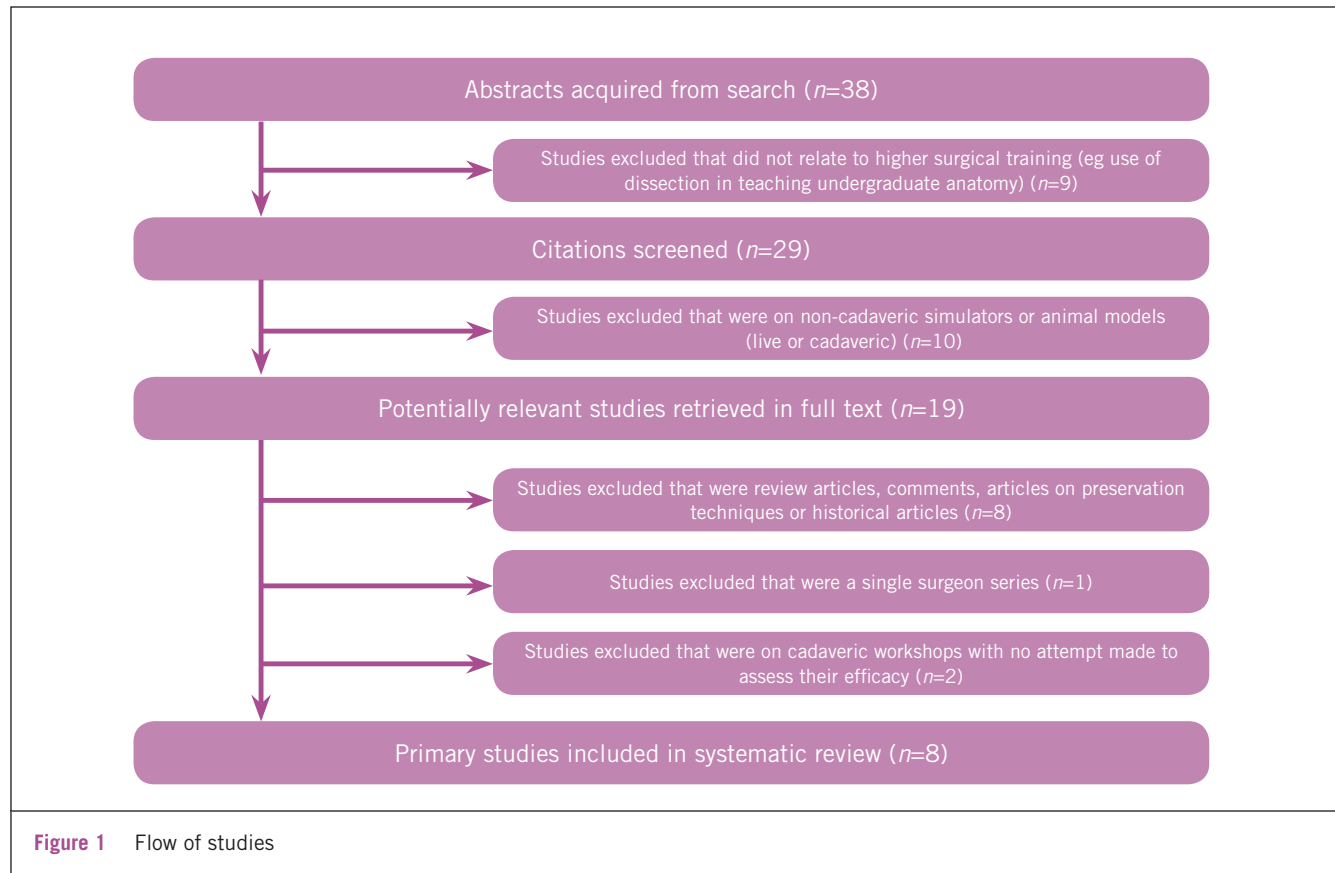 Abstracts acquired from search (n=38)
Studies excluded that did not relate to higher surgical training (eg use of
dissection in teaching undergraduate anatomy) (n=9)
Citations screened (n=29)
Studies excluded that were on non-cadaveric simulators or animal models
(live or cadaveric) (n=10)
Potentially relevant studies retrieved in full text (n=19)
Studies excluded that were review articles, comments, articles on preservation
techniques or historical articles (n=8)
Studies excluded that were a single surgeon series (n=1)
Studies excluded that were on cadaveric workshops with no attempt made to
assess their efficacy (n=2)
Primary studies included in systematic review (n=8)
Figure 1 Flow of studies